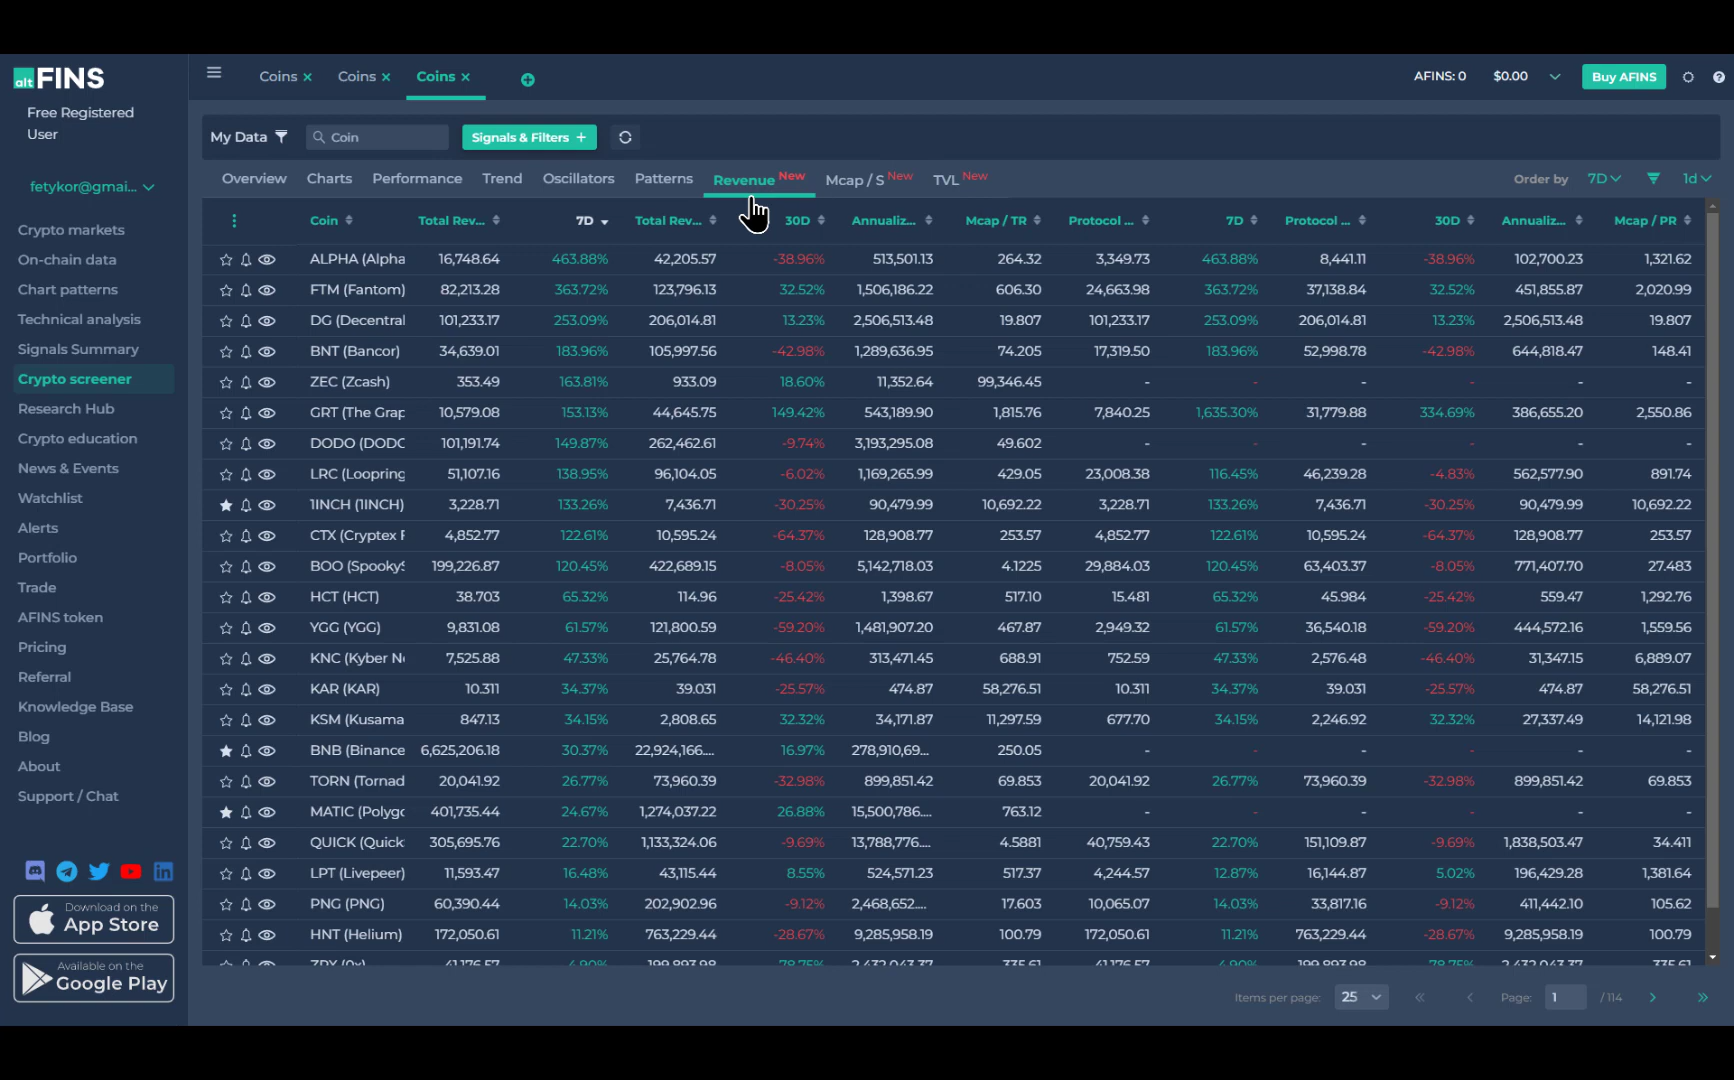 altFINS
Free Registered
User
fetykor@gmai...
Crypto markets
On-chain data
Chart patterns
Technical analysis
Signals Summary
Crypto screener
Research Hub
Crypto education
News & Events
Watchlist
Alerts
Portfolio
Trade
AFINS token
Pricing
Referral
Knowledge Base
Blog
About
Support / Chat
Download on the
App Store
Available on the
Google Play
Coins × Coins × Coins ×
AFINS: 0 $0.00 Buy AFINS
My Data Coin Signals & Filters +
Overview Charts Performance Trend Oscillators Patterns Revenue New Mcap / S New TVL New Order by 7D 1d
Coin Total Rev... 7D Total Rev... 30D Annualiz... Mcap / TR Protocol ... 7D Protocol ... 30D Annualiz... Mcap / PR
ALPHA (Alpha 16,748.64 463.88% 42,205.57 -38.96% 513,501.13 264.32 3,349.73 463.88% 8,441.11 -38.96% 102,700.23 1,321.62
FTM (Fantom) 82,213.28 363.72% 123,796.13 32.52% 1,506,186.22 606.30 24,663.98 363.72% 37,138.84 32.52% 451,855.87 2,020.99
DG (Decentral 101,233.17 253.09% 206,014.81 13.23% 2,506,513.48 19.807 101,233.17 253.09% 206,014.81 13.23% 2,506,513.48 19.807
BNT (Bancor) 34,639.01 183.96% 105,997.56 -42.98% 1,289,636.95 74.205 17,319.50 183.96% 52,998.78 -42.98% 644,818.47 148.41
ZEC (Zcash) 353.49 163.81% 933.09 18.60% 11,352.64 99,346.45 - - - - - -
GRT (The Grap 10,579.08 153.13% 44,645.75 149.42% 543,189.90 1,815.76 7,840.25 1,635.30% 31,779.88 334.69% 386,655.20 2,550.86
DODO (DODO 101,191.74 149.87% 262,462.61 -9.74% 3,193,295.08 49.602 - - - - - -
LRC (Loopring 51,107.16 138.95% 96,104.05 -6.02% 1,169,265.99 429.05 23,008.38 116.45% 46,239.28 -4.83% 562,577.90 891.74
1INCH (1INCH) 3,228.71 133.26% 7,436.71 -30.25% 90,479.99 10,692.22 3,228.71 133.26% 7,436.71 -30.25% 90,479.99 10,692.22
CTX (Cryptex F 4,852.77 122.61% 10,595.24 -64.37% 128,908.77 253.57 4,852.77 122.61% 10,595.24 -64.37% 128,908.77 253.57
BOO (SpookyS 199,226.87 120.45% 422,689.15 -8.05% 5,142,718.03 4.1225 29,884.03 120.45% 63,403.37 -8.05% 771,407.70 27.483
HCT (HCT) 38.703 65.32% 114.96 -25.42% 1,398.67 517.10 15.481 65.32% 45.984 -25.42% 559.47 1,292.76
YGG (YGG) 9,831.08 61.57% 121,800.59 -59.20% 1,481,907.20 467.87 2,949.32 61.57% 36,540.18 -59.20% 444,572.16 1,559.56
KNC (Kyber Ne 7,525.88 47.33% 25,764.78 -46.40% 313,471.45 688.91 752.59 47.33% 2,576.48 -46.40% 31,347.15 6,889.07
KAR (KAR) 10.311 34.37% 39.031 -25.57% 474.87 58,276.51 10.311 34.37% 39.031 -25.57% 474.87 58,276.51
KSM (Kusama 847.13 34.15% 2,808.65 32.32% 34,171.87 11,297.59 677.70 34.15% 2,246.92 32.32% 27,337.49 14,121.98
BNB (Binance 6,625,206.18 30.37% 22,924,166.... 16.97% 278,910,69... 250.05 - - - - - -
TORN (Tornad 20,041.92 26.77% 73,960.39 -32.98% 899,851.42 69.853 20,041.92 26.77% 73,960.39 -32.98% 899,851.42 69.853
MATIC (Polygo 401,735.44 24.67% 1,274,037.22 26.88% 15,500,786.... 763.12 - - - - - -
QUICK (Quick 305,695.76 22.70% 1,133,324.06 -9.69% 13,788,776.... 4.5881 40,759.43 22.70% 151,109.87 -9.69% 1,838,503.47 34.411
LPT (Livepeer) 11,593.47 16.48% 43,115.44 8.55% 524,571.23 517.37 4,244.57 12.87% 16,144.87 5.02% 196,429.28 1,381.64
PNG (PNG) 60,390.44 14.03% 202,902.96 -9.12% 2,468,652.... 17.603 10,065.07 14.03% 33,817.16 -9.12% 411,442.10 105.62
HNT (Helium) 172,050.61 11.21% 763,229.44 -28.67% 9,285,958.19 100.79 172,050.61 11.21% 763,229.44 -28.67% 9,285,958.19 100.79
ZRX (0x) 41,176.57 4.90% 199,893.98 78.75% 2,432,043.37 335.61 41,176.57 4.90% 199,893.98 78.75% 2,432,043.37 335.61
Items per page: 25 Page: 1 / 114